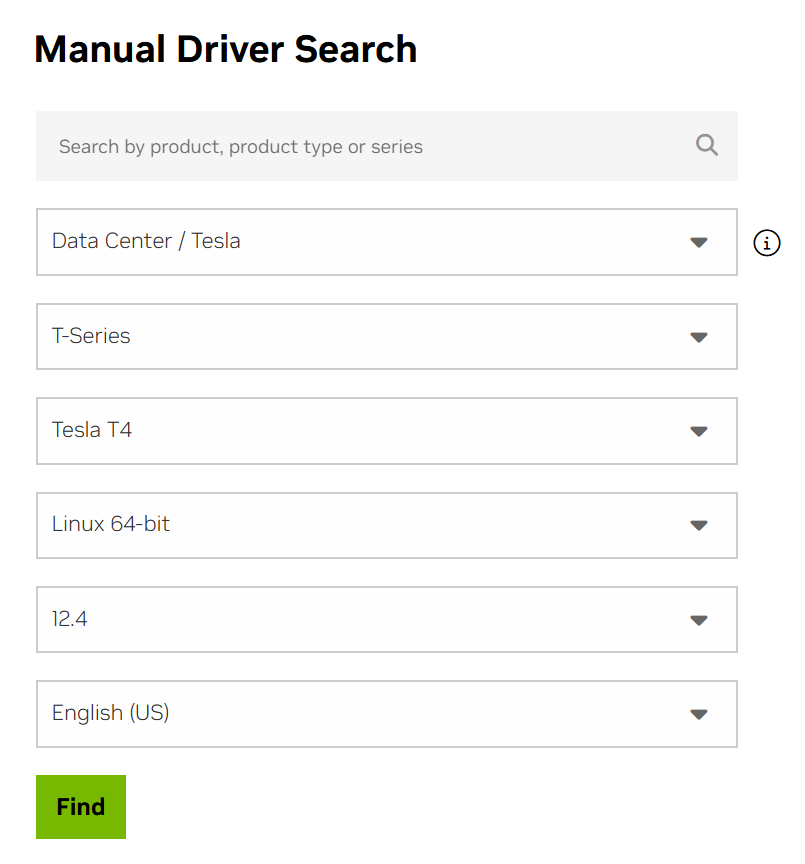 Manual Driver Search
Search by product, product type or series
Data Center / Tesla
T-Series
Tesla T4
Linux 64-bit
12.4
English (US)
Find